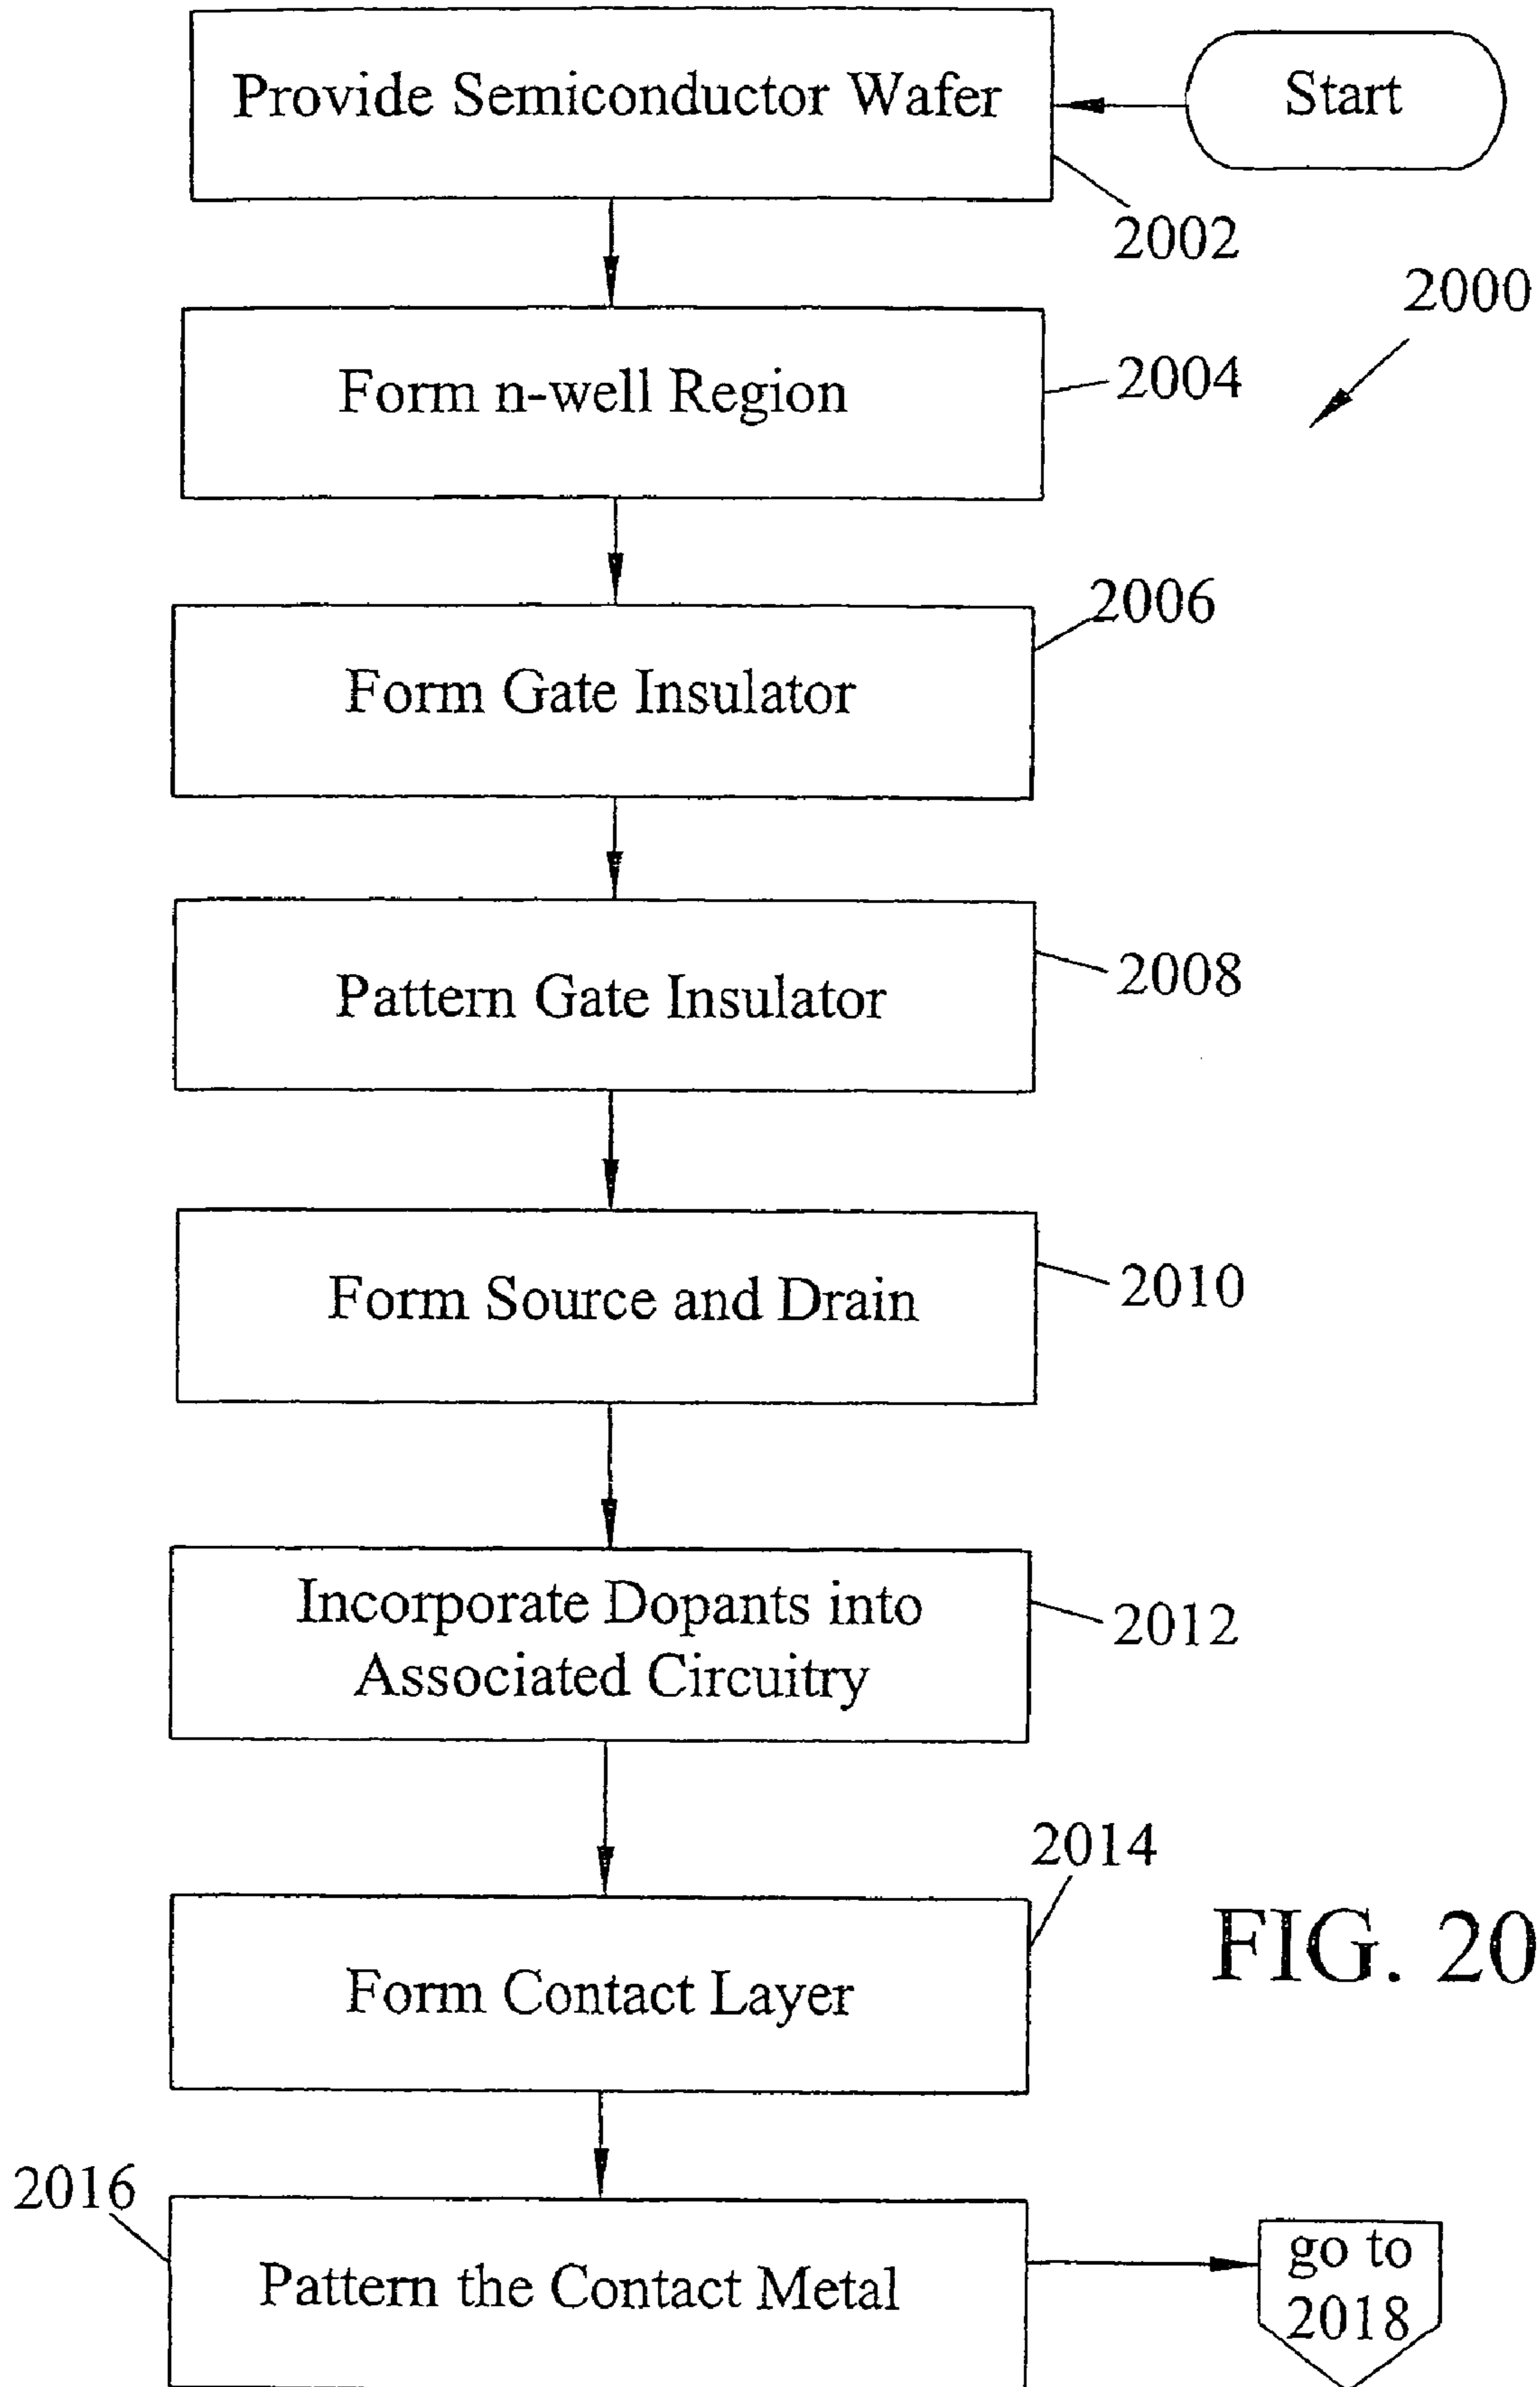 Provide Semiconductor Wafer
Start
2002
2000
Form n-well Region
2004
2006
Form Gate Insulator
Pattern Gate Insulator
2008
Form Source and Drain
2010
Incorporate Dopants into
Associated Circuitry
2012
2014
Form Contact Layer
FIG. 20
2016
Pattern the Contact Metal
go to
2018